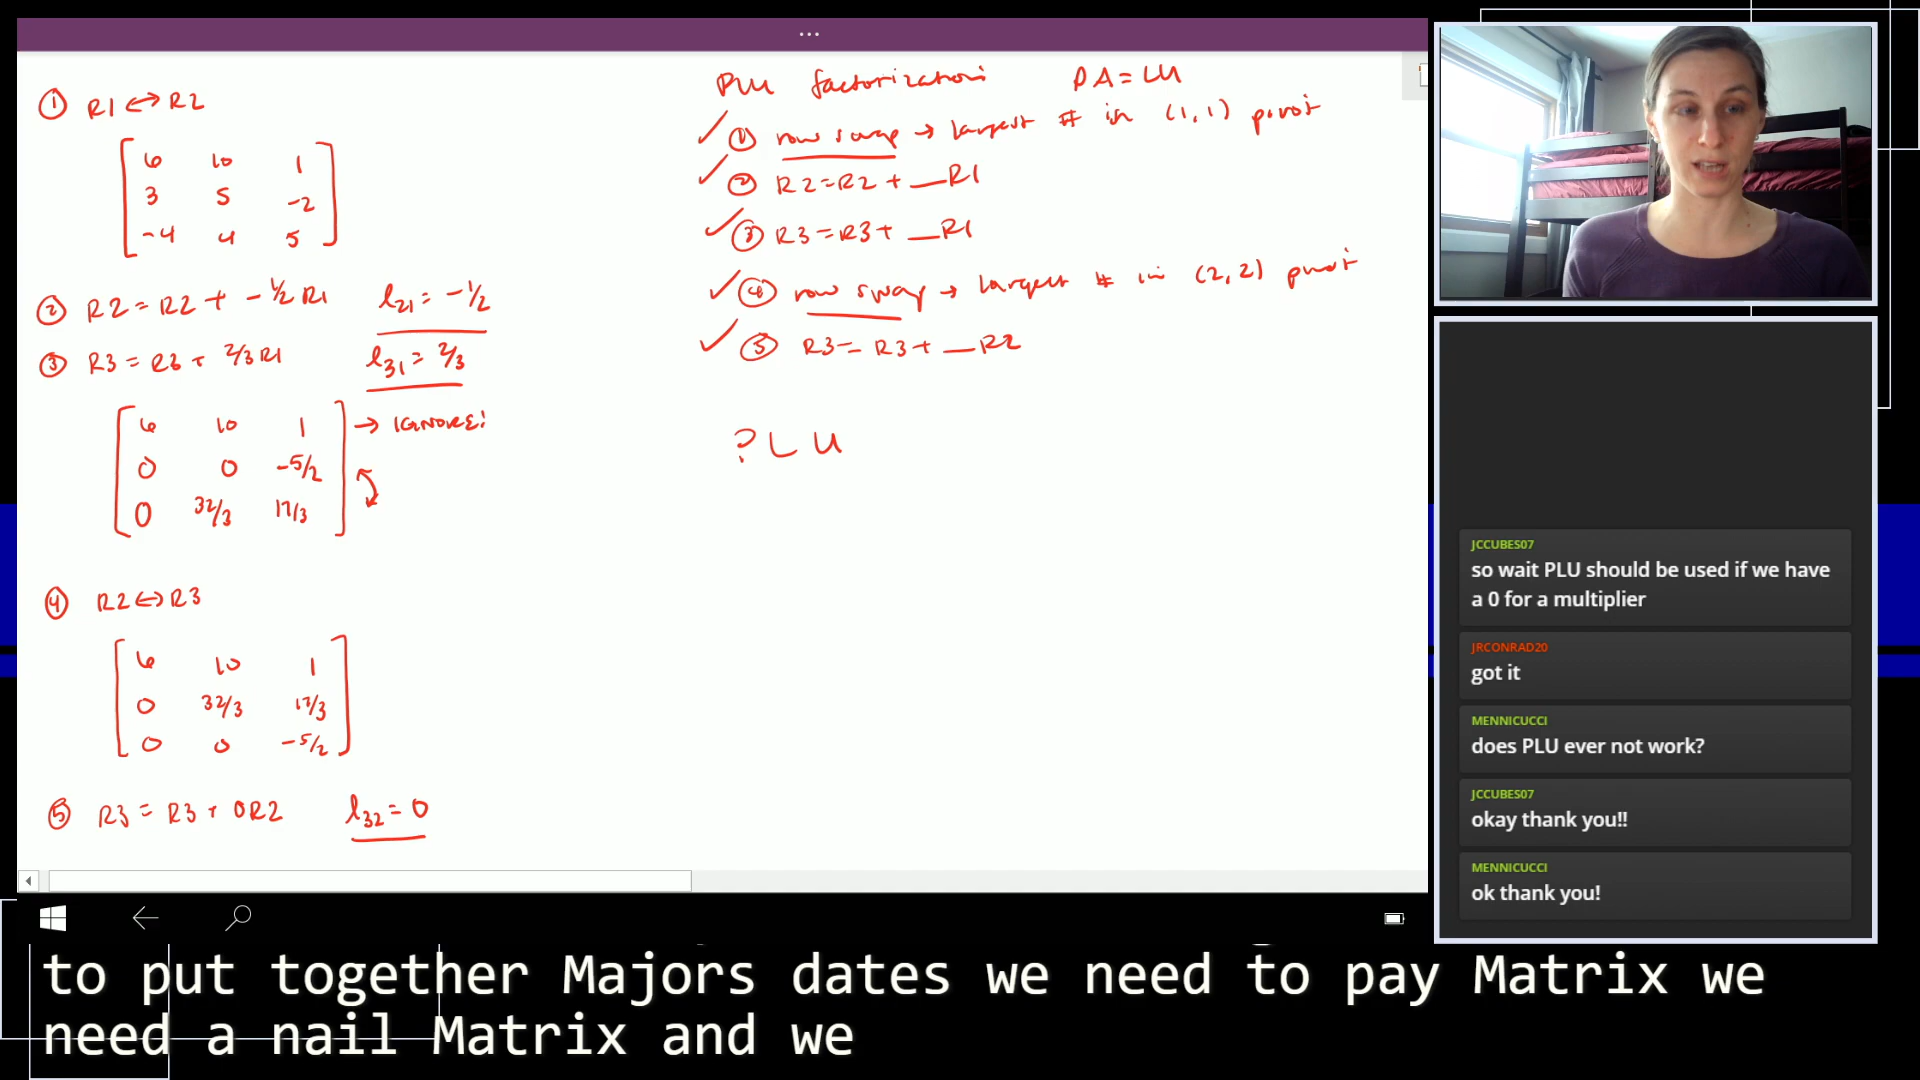 ...
① R1 ↔ R2
6 10 1
3 5 -2
-4 4 5
② R2 = R2 + -1/2 R1 l21 = -1/2
③ R3 = R3 + 2/3 R1 l31 = 2/3
6 10 1 → IGNORE!
0 0 -5/2
0 32/3 17/3
④ R2 ↔ R3
6 10 1
0 32/3 17/3
0 0 -5/2
⑤ R3 = R3 + 0R2 l32 = 0
PLU factorization PA = LU
✓ ① row swap → largest # in (1,1) pivot
✓ ② R2 = R2 + __R1
✓ ③ R3 = R3 + __R1
✓ ④ row swap → largest # in (2,2) pivot
✓ ⑤ R3 = R3 + __R2
? L U
JCCUBES07
so wait PLU should be used if we have
a 0 for a multiplier
JRCONRAD20
got it
MENNICUCCI
does PLU ever not work?
JCCUBES07
okay thank you!!
MENNICUCCI
ok thank you!
to put together Majors dates we need to pay Matrix we
need a nail Matrix and we